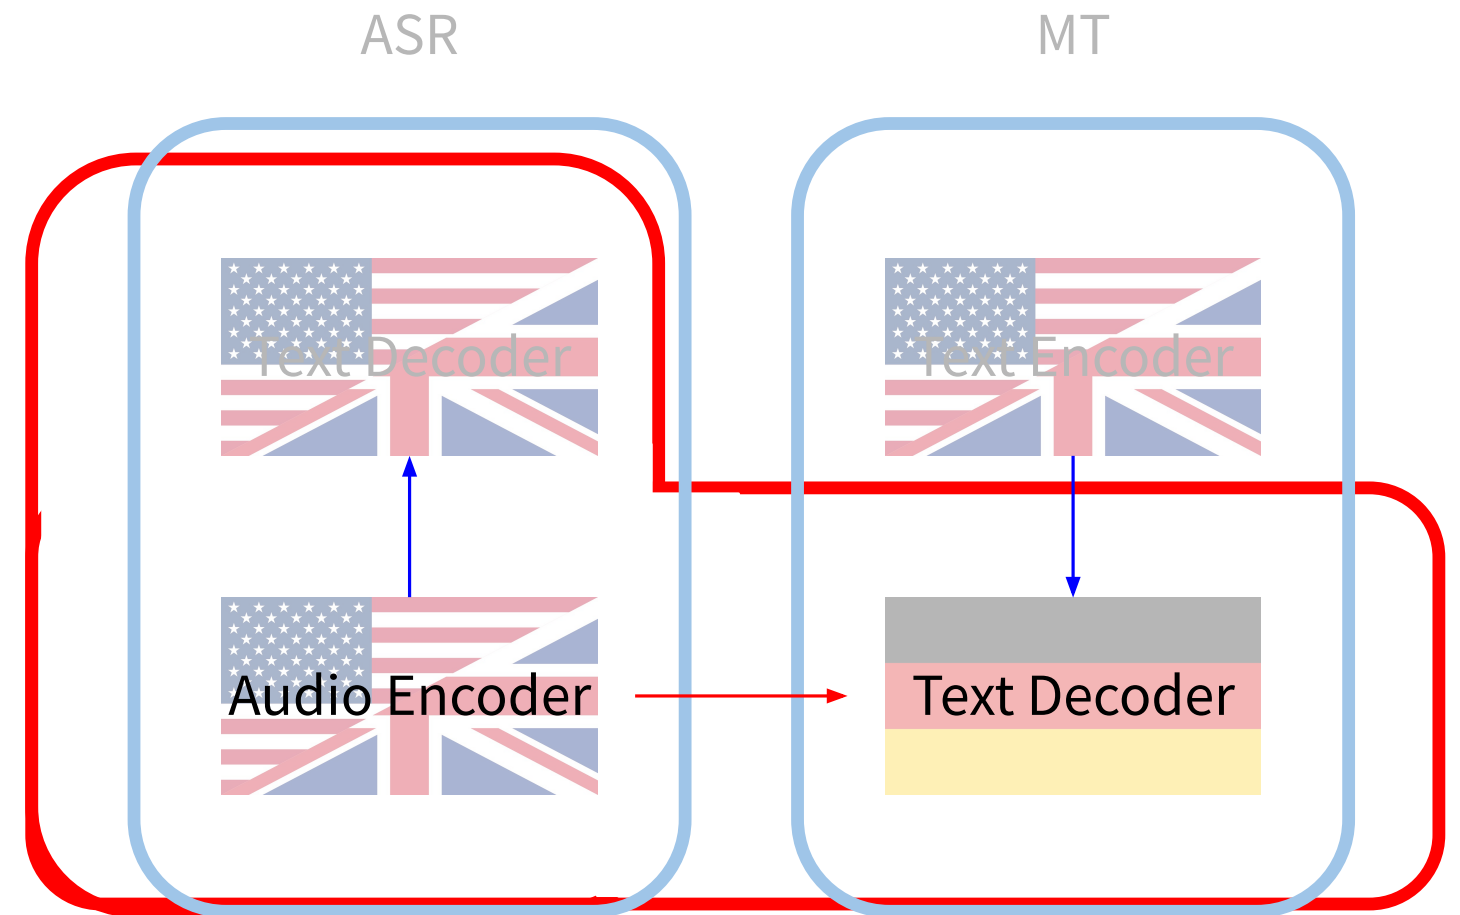 ASR
MT
Text Decoder
Text Encoder
Audio Encoder
Text Decoder